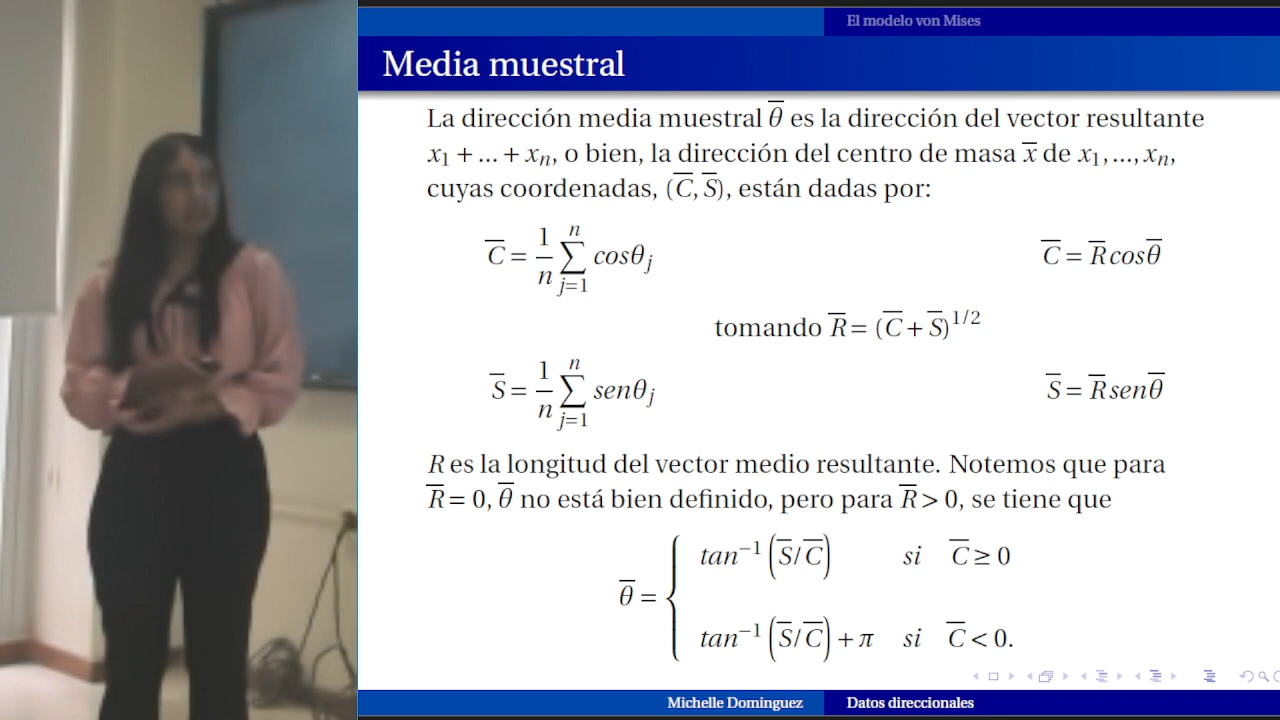 El modelo von Mises
Media muestral
La dirección media muestral θ̅ es la dirección del vector resultante
x₁ + ... + xₙ, o bien, la dirección del centro de masa x̅ de x₁, ..., xₙ,
cuyas coordenadas, (C̅, S̅), están dadas por:
C̅ = 1/n ∑ⁿⱼ₌₁ cosθⱼ    C̅ = R̅cosθ̅
tomando R̅ = (C̅ + S̅)^1/2
S̅ = 1/n ∑ⁿⱼ₌₁ senθⱼ    S̅ = R̅senθ̅
R es la longitud del vector medio resultante. Notemos que para
R̅ = 0, θ̅ no está bien definido, pero para R̅ > 0, se tiene que
tan⁻¹(S̅/C̅) si C̅ ≥ 0
θ̅ = {
tan⁻¹(S̅/C̅) + π si C̅ < 0.
Michelle Dominguez Datos direccionales